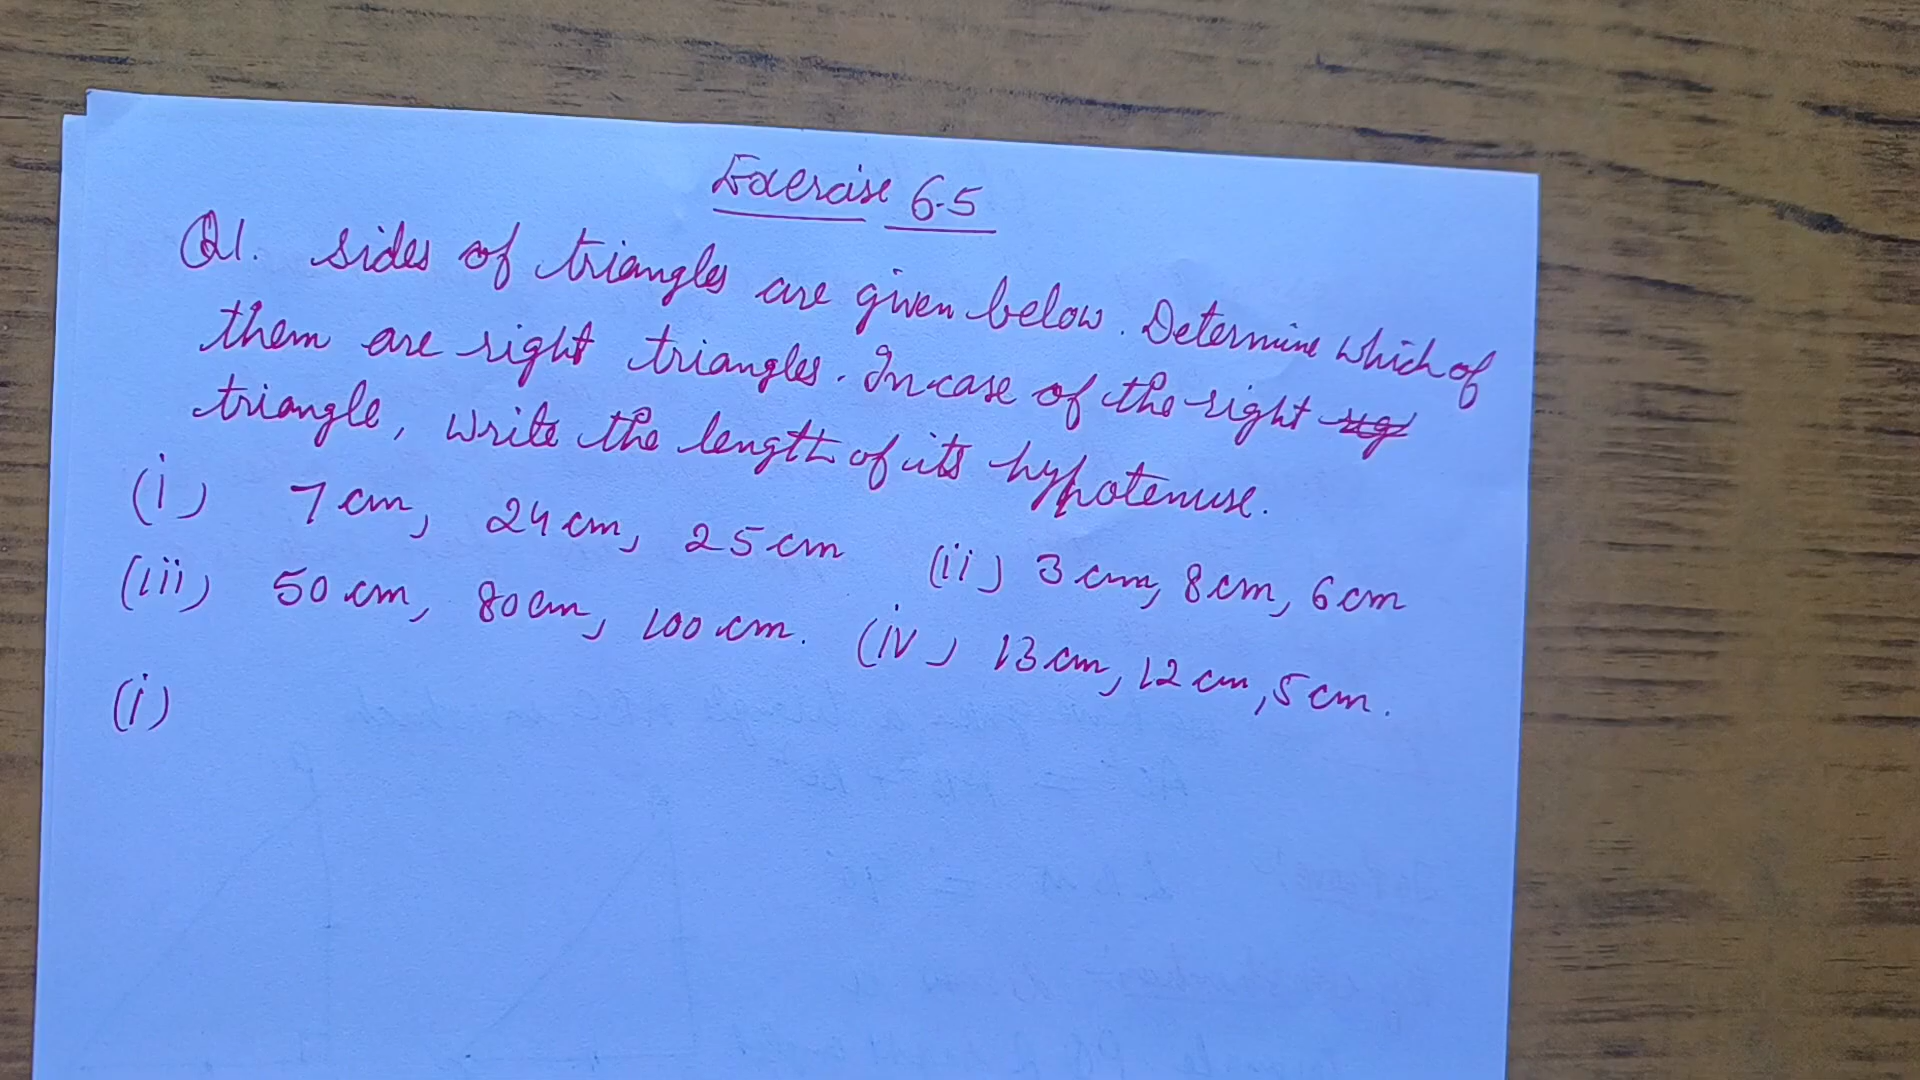 Exercise 6.5
Q1. Sides of triangles are given below. Determine which of
them are right triangles. In case of the right
triangle, write the length of its hypotenuse.
(i) 7 cm, 24 cm, 25 cm (ii) 3 cm, 8 cm, 6 cm
(iii) 50 cm, 80 cm, 100 cm. (iv) 13 cm, 12 cm, 5 cm.
(i)